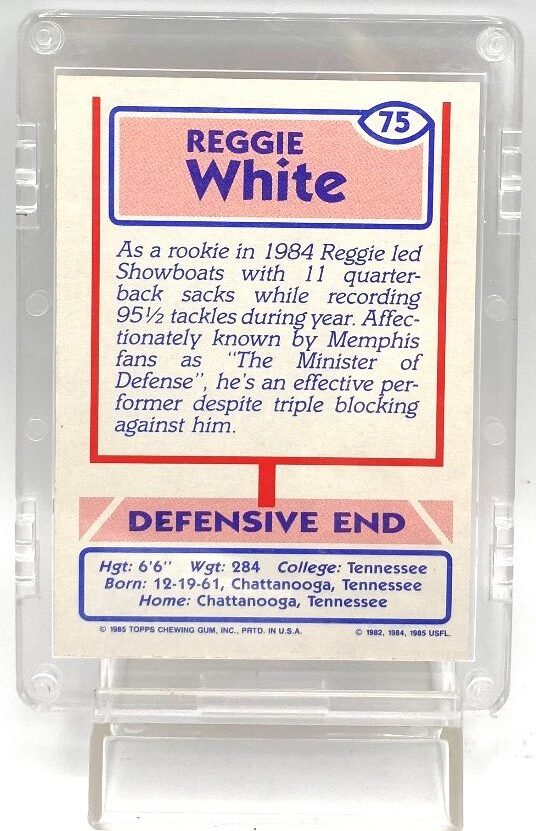 75
REGGIE
White
As a rookie in 1984 Reggie led
Showboats with 11 quarter-
back sacks while recording
95½ tackles during year. Affec-
tionately known by Memphis
fans as "The Minister of
Defense", he's an effective per-
former despite triple blocking
against him.
DEFENSIVE END
Hgt: 6'6" Wgt: 284 College: Tennessee
Born: 12-19-61, Chattanooga, Tennessee
Home: Chattanooga, Tennessee
© 1985 TOPPS CHEWING GUM, INC., PRTD. IN U.S.A. © 1982, 1984, 1985 USFL.